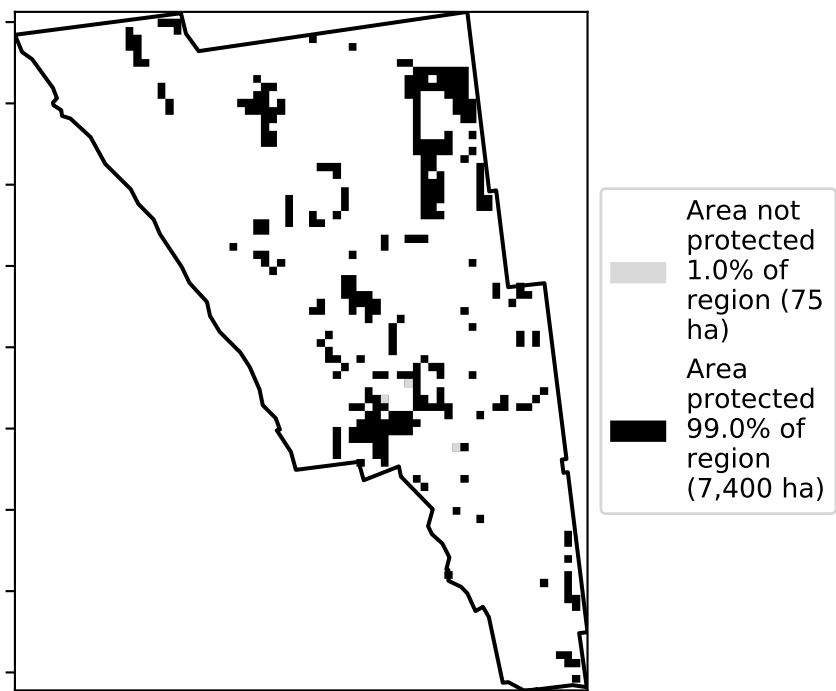 Area not
protected
1.0% of
region (75
ha)
Area
protected
99.0% of
region
(7,400 ha)